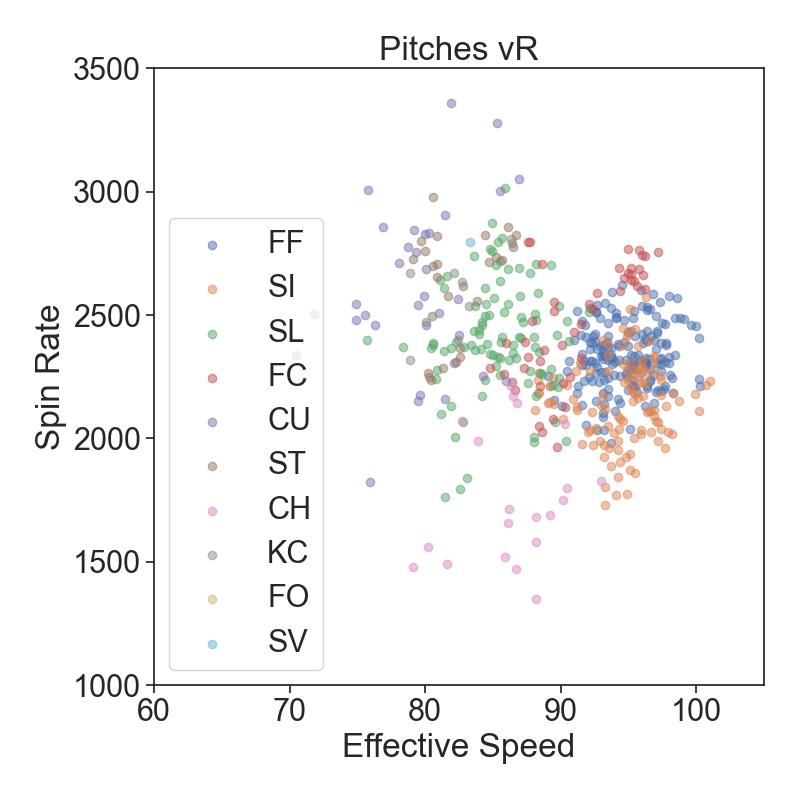 Pitches vR
3500
3000
2500
2000
1500
1000
Spin Rate
FF
SI
SL
FC
CU
ST
CH
KC
FO
SV
60
70
80
90
100
Effective Speed